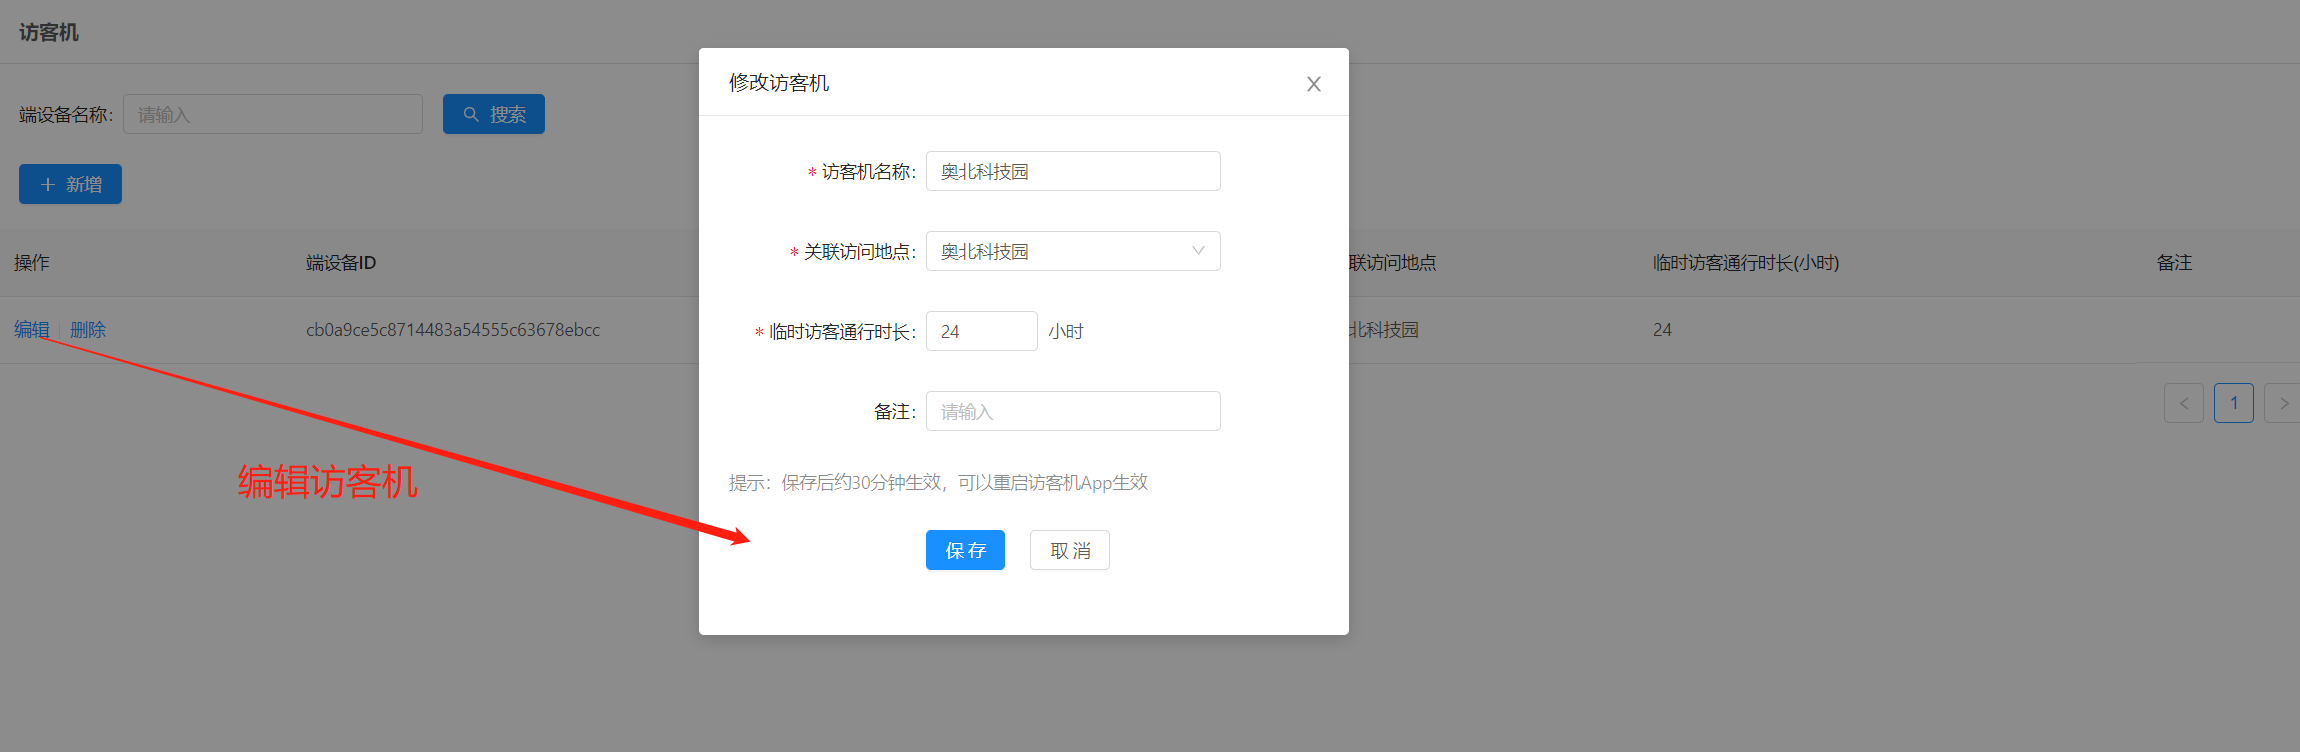 访客机
端设备名称： 请输入 搜索
新增
操作 端设备ID 联访问地点 临时访客通行时长(小时) 备注
编辑 删除 cb0a9ce5c8714483a54555c63678ebcc 北科技园 24
1
编辑访客机
修改访客机
* 访客机名称： 奥北科技园
* 关联访问地点： 奥北科技园
* 临时访客通行时长： 24 小时
备注： 请输入
提示：保存后约30分钟生效，可以重启访客机App生效
保存 取消